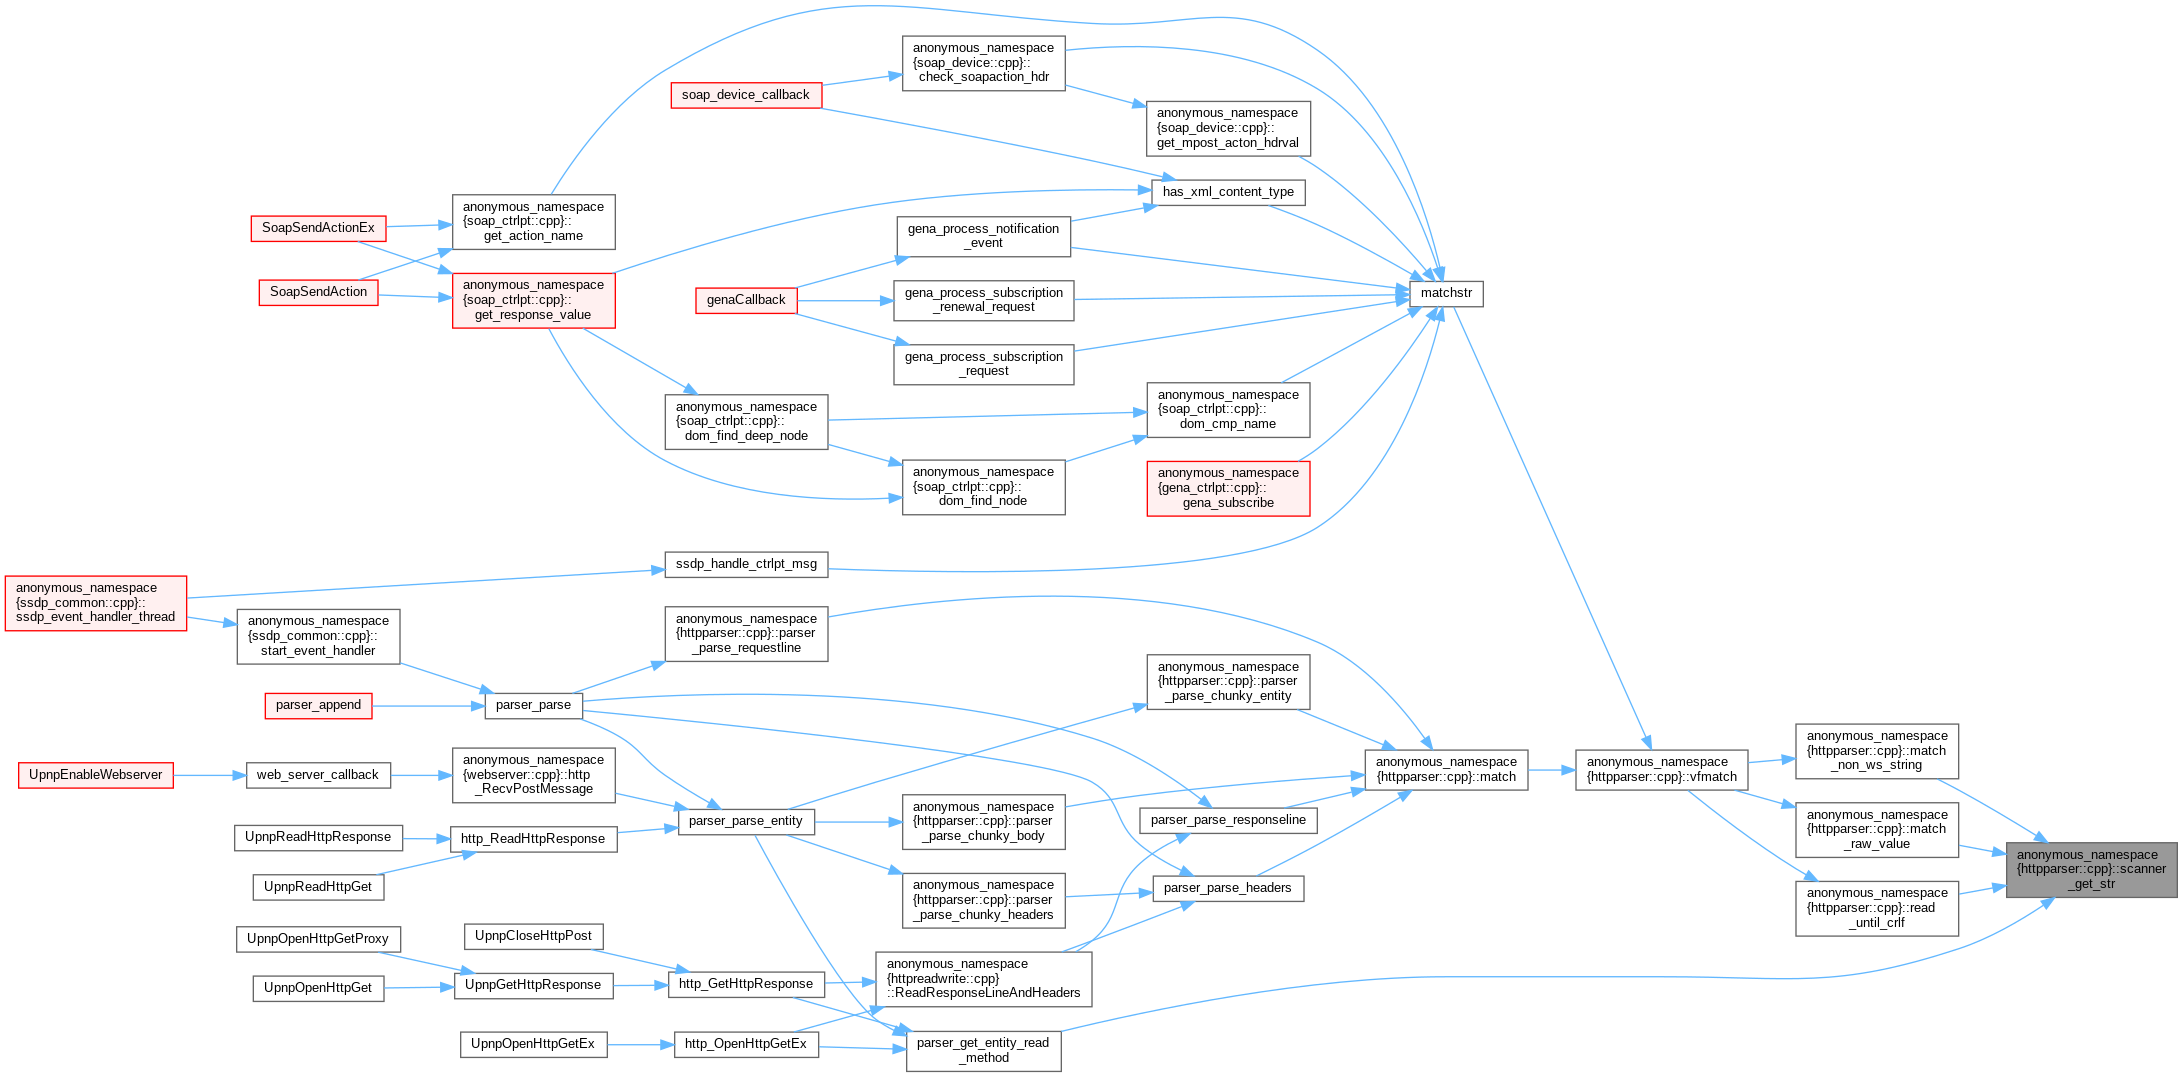 anonymous_namespace
{soap_device::cpp}::
check_soapaction_hdr
soap_device_callback
anonymous_namespace
{soap_device::cpp}::
get_mpost_acton_hdrval
has_xml_content_type
anonymous_namespace
{soap_ctrlpt::cpp}::
get_action_name
SoapSendActionEx
gena_process_notification
_event
SoapSendAction
anonymous_namespace
{soap_ctrlpt::cpp}::
get_response_value
genaCallback
gena_process_subscription
_renewal_request
matchstr
gena_process_subscription
_request
anonymous_namespace
{soap_ctrlpt::cpp}::
dom_cmp_name
anonymous_namespace
{soap_ctrlpt::cpp}::
dom_find_deep_node
anonymous_namespace
{soap_ctrlpt::cpp}::
dom_find_node
anonymous_namespace
{gena_ctrlpt::cpp}::
gena_subscribe
ssdp_handle_ctrlpt_msg
anonymous_namespace
{ssdp_common::cpp}::
ssdp_event_handler_thread
anonymous_namespace
{ssdp_common::cpp}::
start_event_handler
anonymous_namespace
{httpparser::cpp}::parser
_parse_requestline
anonymous_namespace
{httpparser::cpp}::parser
_parse_chunky_entity
parser_append
parser_parse
anonymous_namespace
{httpparser::cpp}::match
_non_ws_string
UpnpEnableWebserver
web_server_callback
anonymous_namespace
{webserver::cpp}::http
_RecvPostMessage
anonymous_namespace
{httpparser::cpp}::match
anonymous_namespace
{httpparser::cpp}::vfmatch
parser_parse_entity
anonymous_namespace
{httpparser::cpp}::parser
_parse_chunky_body
parser_parse_responseline
anonymous_namespace
{httpparser::cpp}::match
_raw_value
UpnpReadHttpResponse
http_ReadHttpResponse
anonymous_namespace
{httpparser::cpp}::scanner
_get_str
UpnpReadHttpGet
anonymous_namespace
{httpparser::cpp}::parser
_parse_chunky_headers
parser_parse_headers
anonymous_namespace
{httpparser::cpp}::read
_until_crlf
UpnpOpenHttpGetProxy
UpnpCloseHttpPost
UpnpOpenHttpGet
UpnpGetHttpResponse
http_GetHttpResponse
anonymous_namespace
{httpreadwrite::cpp}
::ReadResponseLineAndHeaders
UpnpOpenHttpGetEx
http_OpenHttpGetEx
parser_get_entity_read
_method